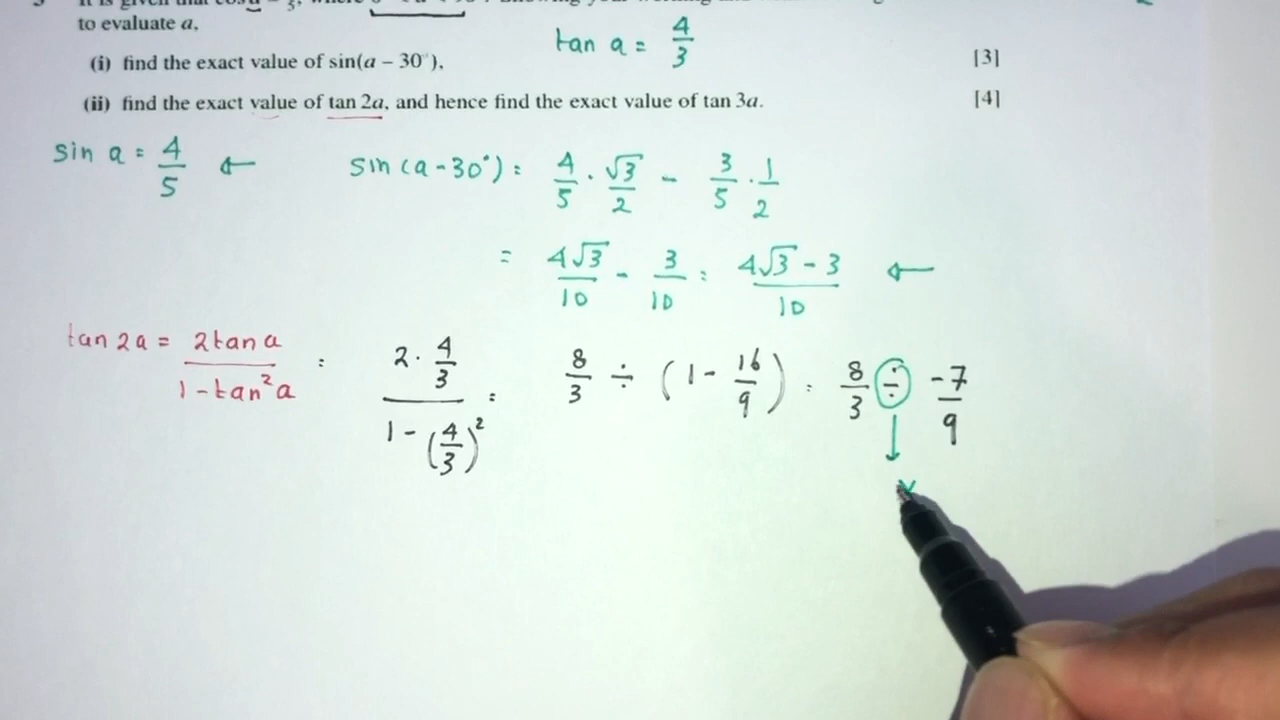 to evaluate a,
tan a = 4/3
(i) find the exact value of sin(a − 30°), [3]
(ii) find the exact value of tan 2a, and hence find the exact value of tan 3a. [4]
sin a = 4/5 ← sin(a-30°) = 4/5 · √3/2 - 3/5 · 1/2
= 4√3/10 - 3/10 = (4√3 - 3)/10 ←
tan 2a = 2tan a/(1-tan²a) = (2 · 4/3)/(1 - (4/3)²) = 8/3 ÷ (1 - 16/9) = 8/3 ÷ -7/9